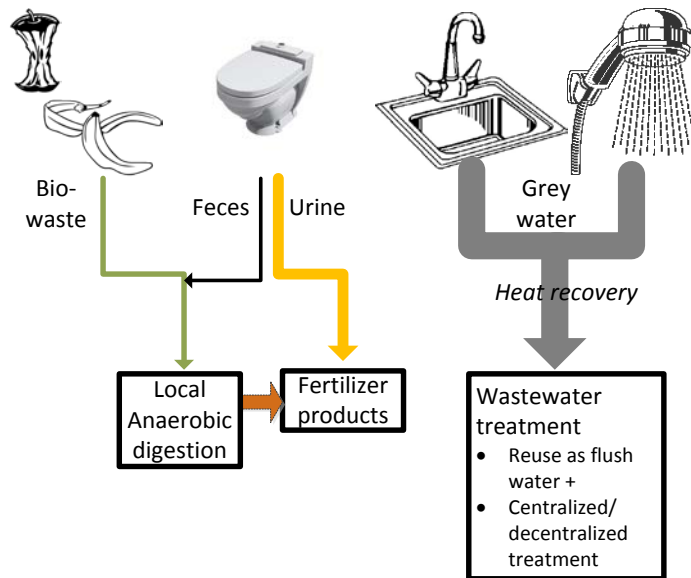 Bio-
waste
Feces
Urine
Grey
water
Heat recovery
Local
Anaerobic
digestion
Fertilizer
products
Wastewater
treatment
• Reuse as flush
water +
• Centralized/
decentralized
treatment